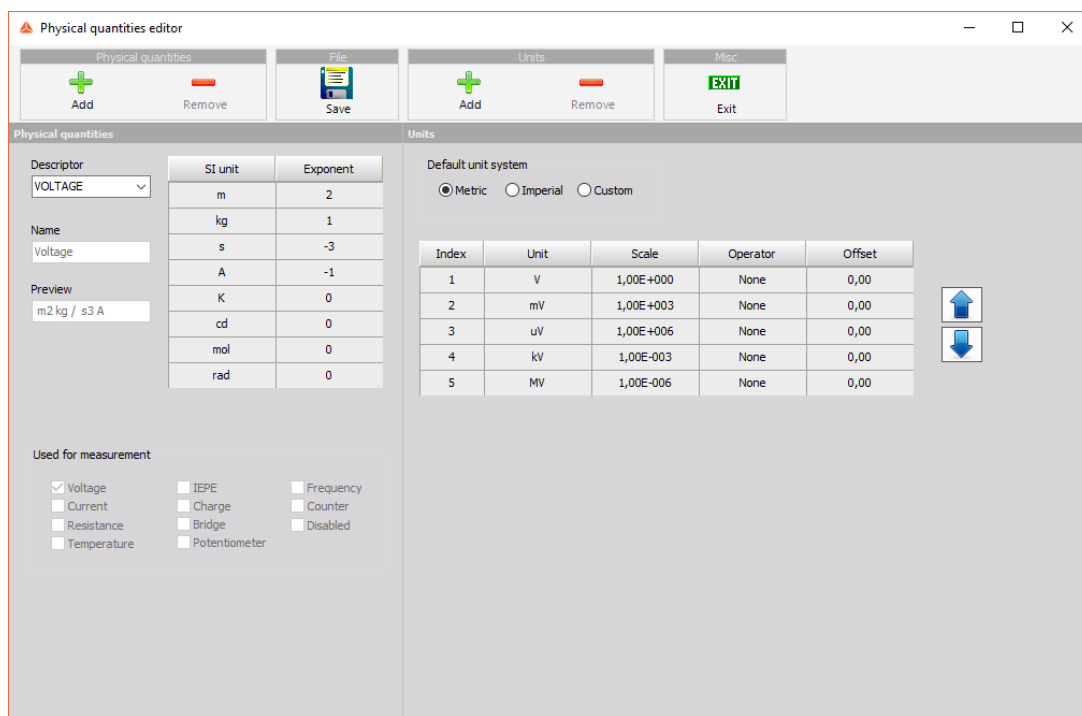 Physical quantities editor
Physical quantities File Units Misc
EXIT
Add Remove Save Add Remove Exit
Physical quantities Units
Descriptor
VOLTAGE
Name
Voltage
Preview
m2 kg / s3 A
SI unit Exponent
m 2
kg 1
s -3
A -1
K 0
cd 0
mol 0
rad 0
Used for measurement
Voltage IEPE Frequency
Current Charge Counter
Resistance Bridge Disabled
Temperature Potentiometer
Default unit system
Metric Imperial Custom
Index Unit Scale Operator Offset
1 V 1,00E+000 None 0,00
2 mV 1,00E+003 None 0,00
3 uV 1,00E+006 None 0,00
4 kV 1,00E-003 None 0,00
5 MV 1,00E-006 None 0,00